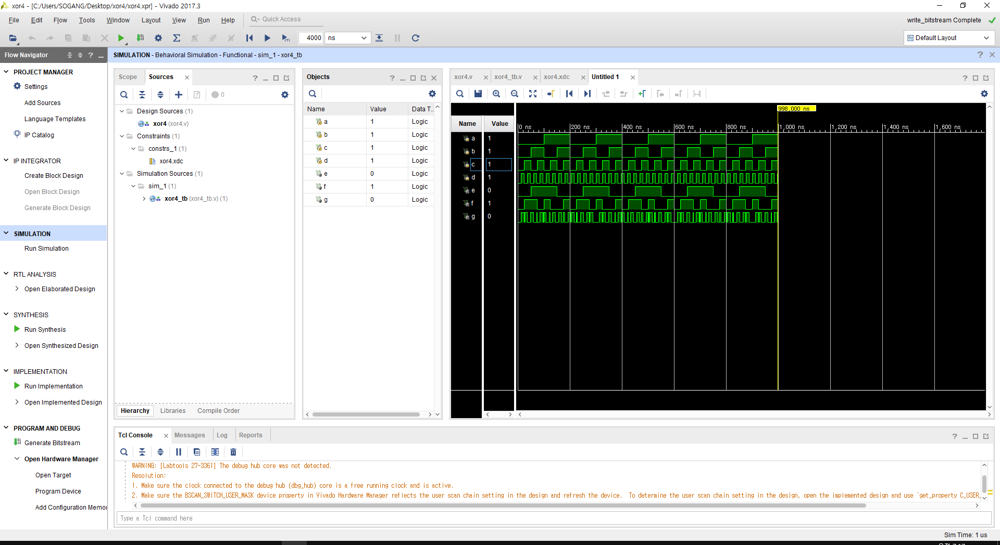 xor4 - [C:/Users/SOGANG/Desktop/xor4/xor4.xpr] - Vivado 2017.3
File Edit Flow Tools Window Layout View Run Help Quick Access
write_bitstream Complete
4000 ns
Default Layout
Flow Navigator
SIMULATION - Behavioral Simulation - Functional - sim_1 - xor4_tb
PROJECT MANAGER
Settings
Add Sources
Language Templates
IP Catalog
IP INTEGRATOR
Create Block Design
Open Block Design
Generate Block Design
SIMULATION
Run Simulation
RTL ANALYSIS
Open Elaborated Design
SYNTHESIS
Run Synthesis
Open Synthesized Design
IMPLEMENTATION
Run Implementation
Open Implemented Design
PROGRAM AND DEBUG
Generate Bitstream
Open Hardware Manager
Open Target
Program Device
Add Configuration Memor
Scope Sources
0
Design Sources (1)
xor4 (xor4.v)
Constraints (1)
constrs_1 (1)
xor4.xdc
Simulation Sources (1)
sim_1 (1)
xor4_tb (xor4_tb.v) (1)
Hierarchy Libraries Compile Order
Objects
Name Value Data T..
a 1 Logic
b 1 Logic
c 1 Logic
d 1 Logic
e 0 Logic
f 1 Logic
g 0 Logic
xor4.v xor4_tb.v xor4.xdc Untitled 1
998,000 ns
Name Value
0 ns 200 ns 400 ns 600 ns 800 ns 1,000 ns 1,200 ns 1,400 ns 1,600 ns
a 1
b 1
c 1
d 1
e 0
f 1
g 0
Tcl Console Messages Log Reports
WARNING: [Labtools 27-3361] The debug hub core was not detected.
Resolution:
1. Make sure the clock connected to the debug hub (dbg_hub) core is a free running clock and is active.
2. Make sure the BSCAN_SWITCH_USER_MASK device property in Vivado Hardware Manager reflects the user scan chain setting in the design and refresh the device.  To determine the user scan chain setting in the design, open the implemented design and use 'get_property C_USER_
Type a Tcl command here
Sim Time: 1 us